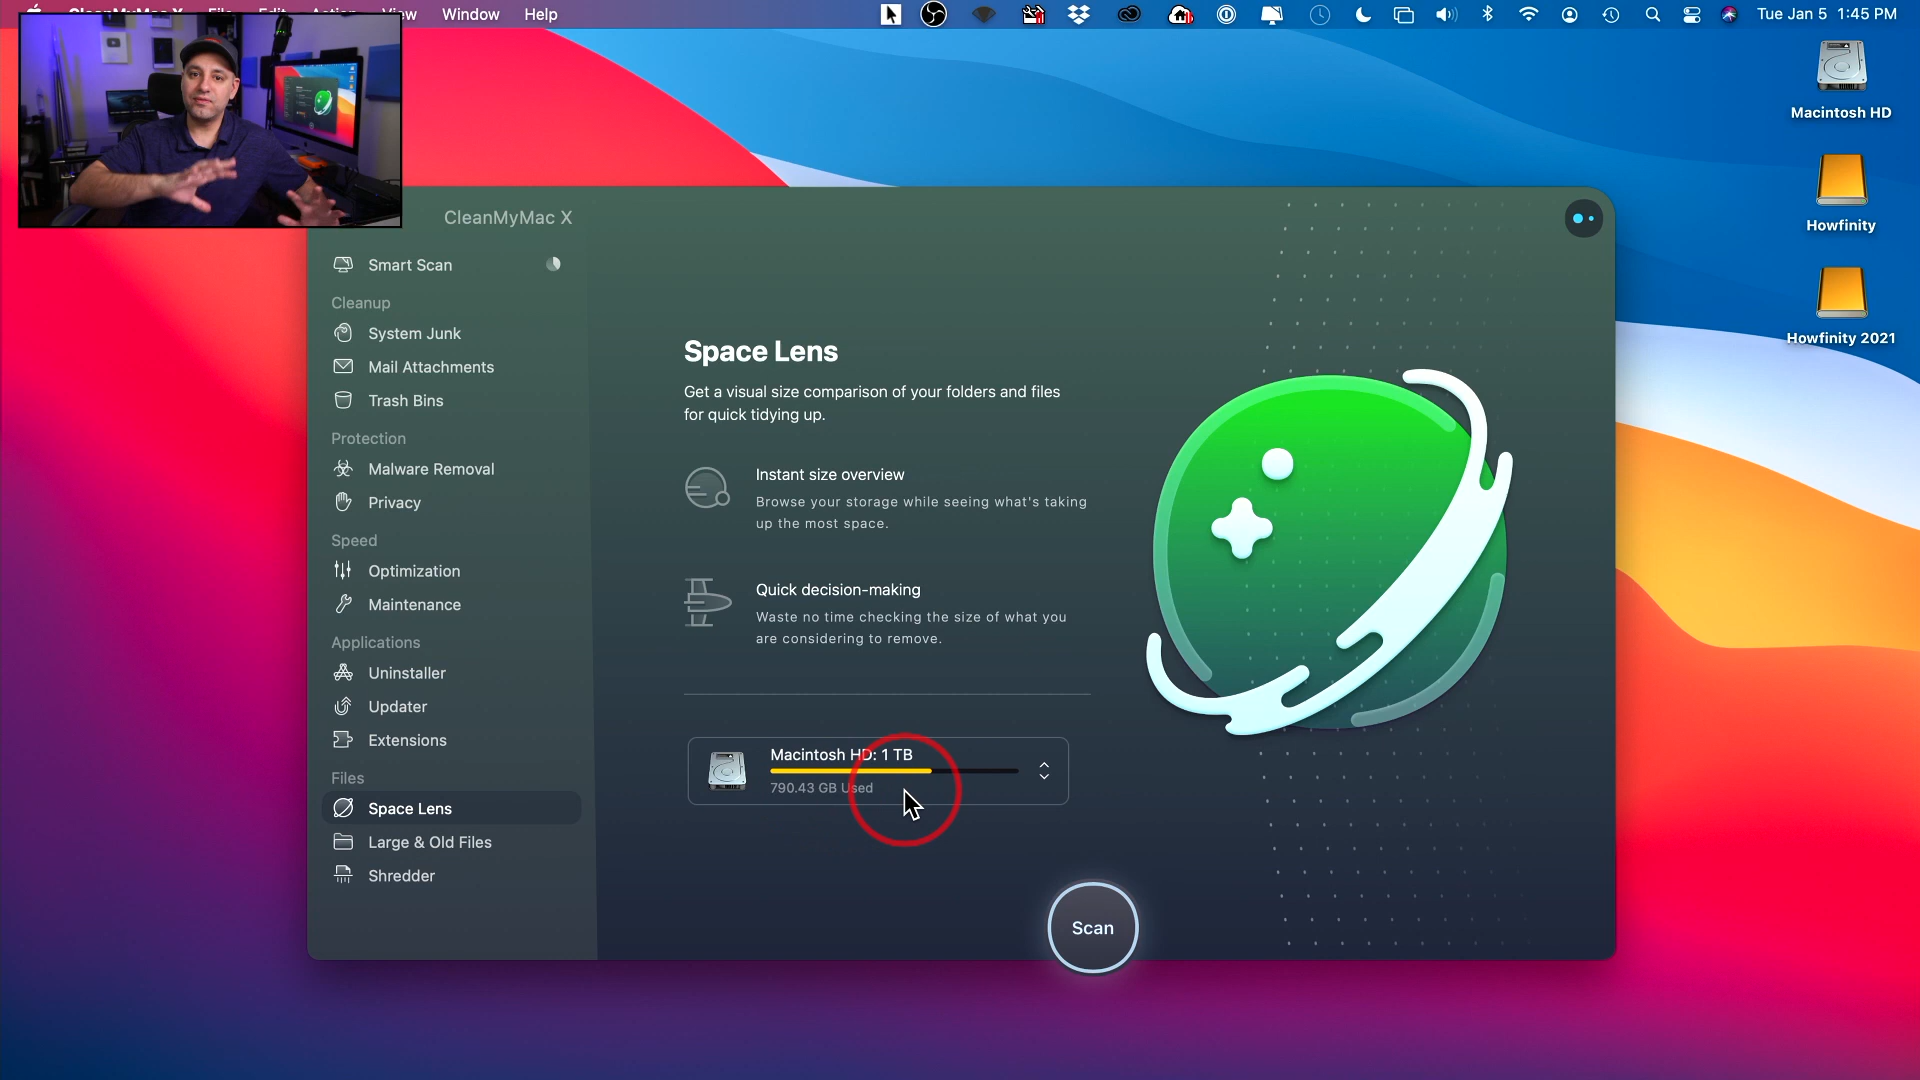 View Window Help
Tue Jan 5 1:45 PM
Macintosh HD
Howfinity
Howfinity 2021
CleanMyMac X
Smart Scan
Cleanup
System Junk
Mail Attachments
Trash Bins
Protection
Malware Removal
Privacy
Speed
Optimization
Maintenance
Applications
Uninstaller
Updater
Extensions
Files
Space Lens
Large & Old Files
Shredder
Space Lens
Get a visual size comparison of your folders and files
for quick tidying up.
Instant size overview
Browse your storage while seeing what's taking
up the most space.
Quick decision-making
Waste no time checking the size of what you
are considering to remove.
Macintosh HD: 1 TB
790.43 GB Used
Scan